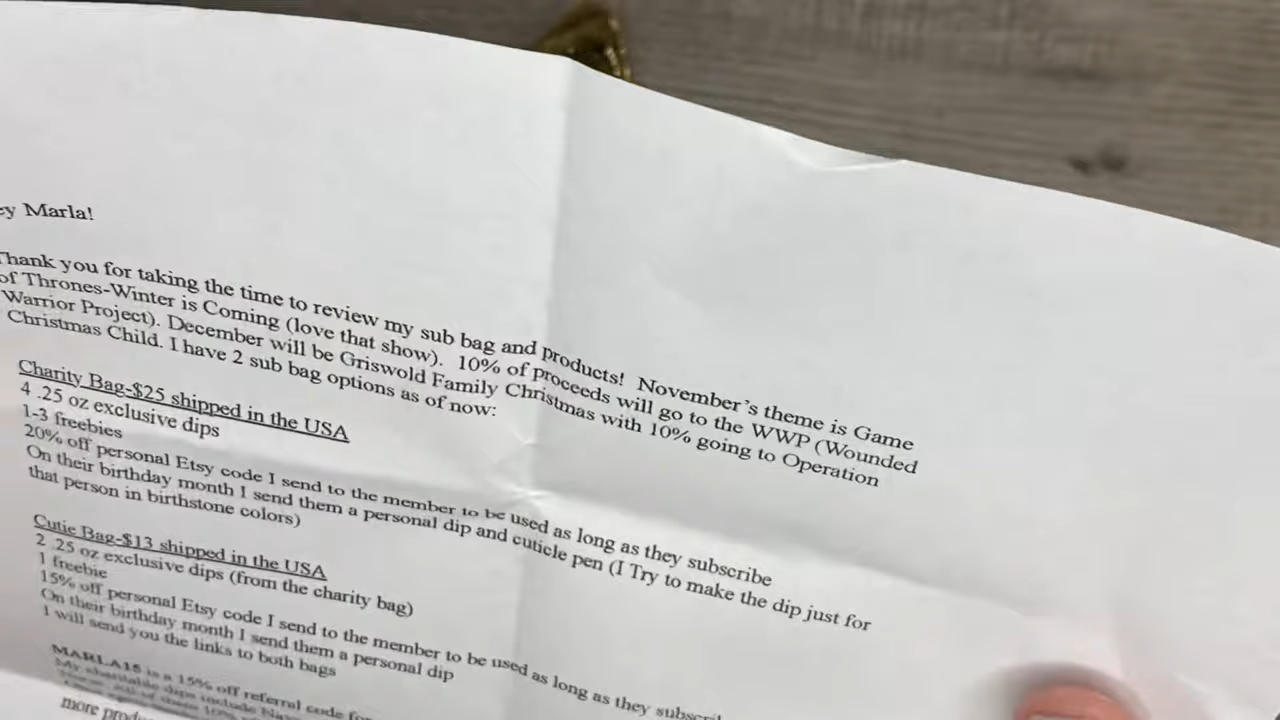 ey Marla!
Thank you for taking the time to review my sub bag and products! November's theme is Game
of Thrones-Winter is Coming (love that show). 10% of proceeds will go to the WWP (Wounded
Warrior Project). December will be Griswold Family Christmas with 10% going to Operation
Christmas Child. I have 2 sub bag options as of now:
Charity Bag-$25 shipped in the USA
4 .25 oz exclusive dips
1-3 freebies
20% off personal Etsy code I send to the member to be used as long as they subscribe
On their birthday month I send them a personal dip and cuticle pen (I Try to make the dip just for
that person in birthstone colors)
Cutie Bag-$13 shipped in the USA
2 .25 oz exclusive dips (from the charity bag)
1 freebie
15% off personal Etsy code I send to the member to be used as long as they subscri
On their birthday month I send them a personal dip
I will send you the links to both bags
MARLA15 is a 15% off referral code for
My charitable dips include
more prod